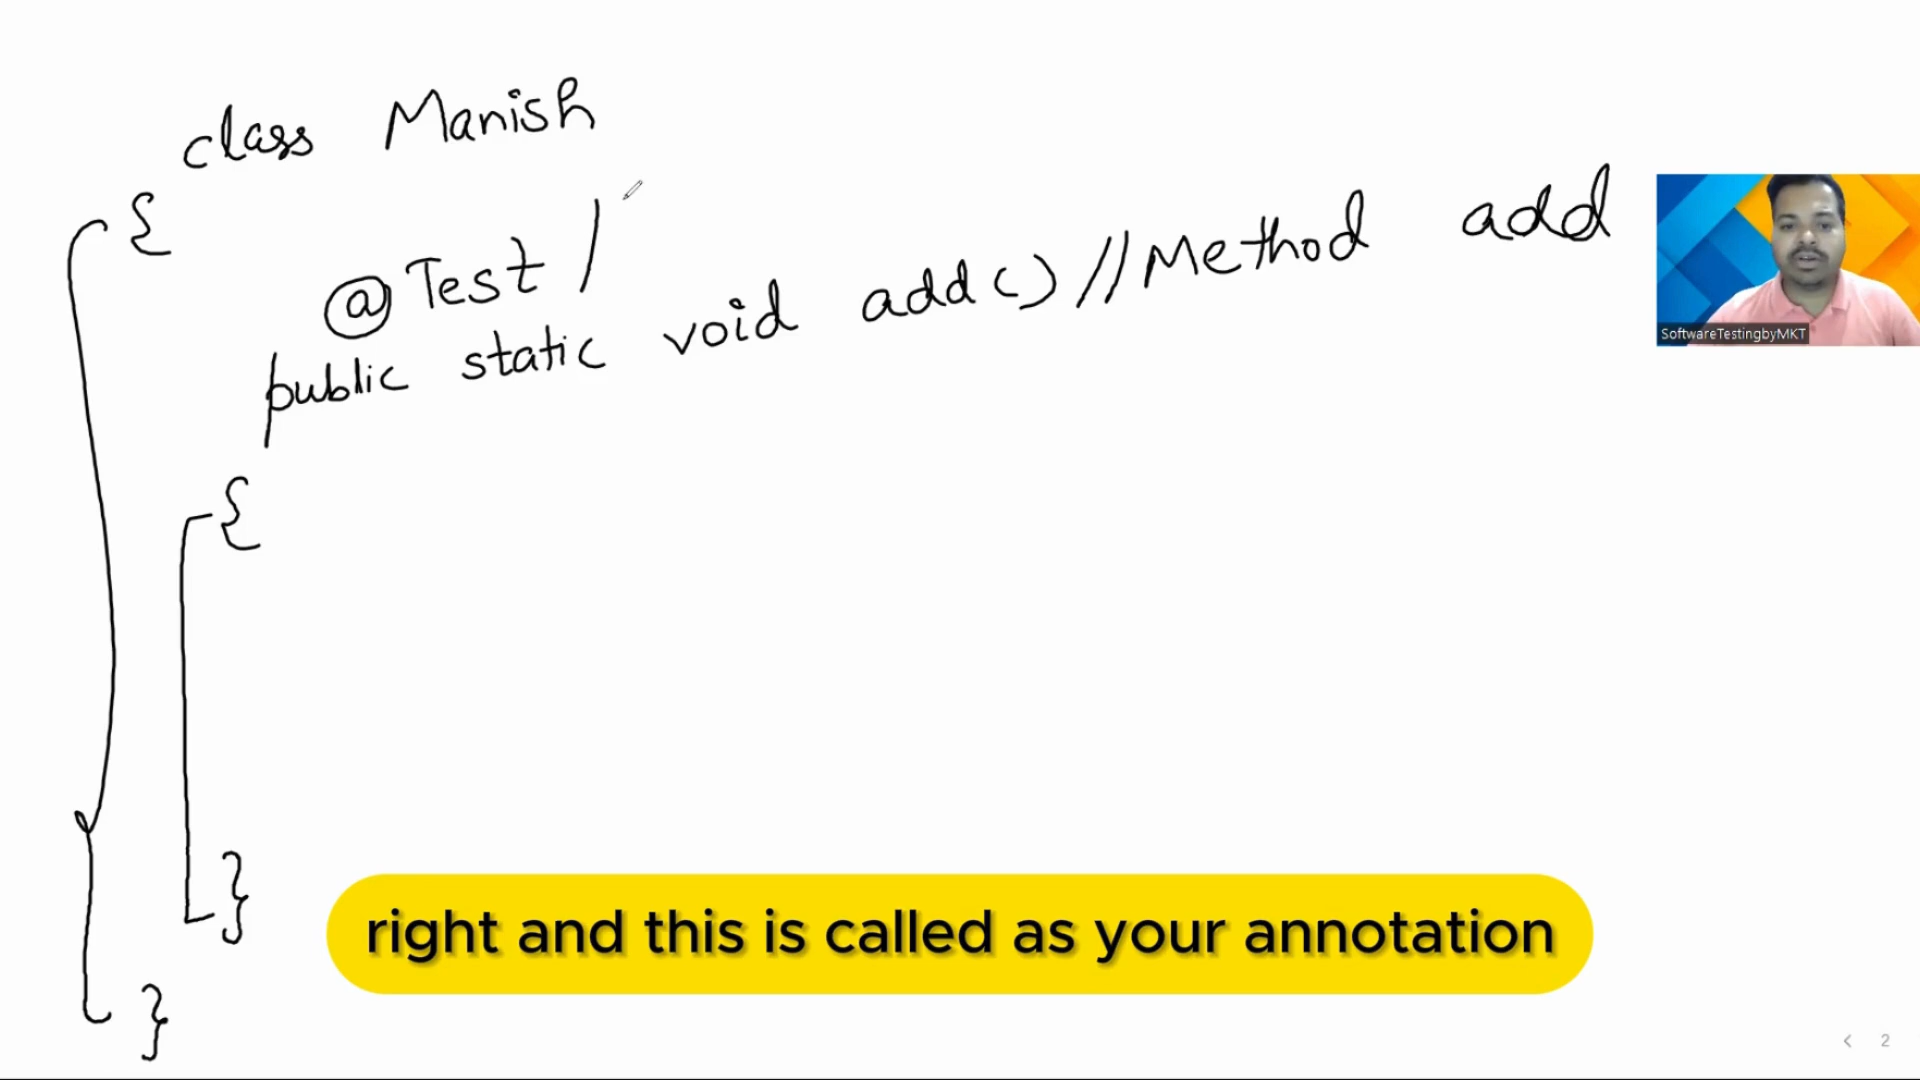 class Manish
{
@Test /
public static void add() //Method add
{
}
}
SoftwareTestingbyMKT
right and this is called as your annotation
< 2